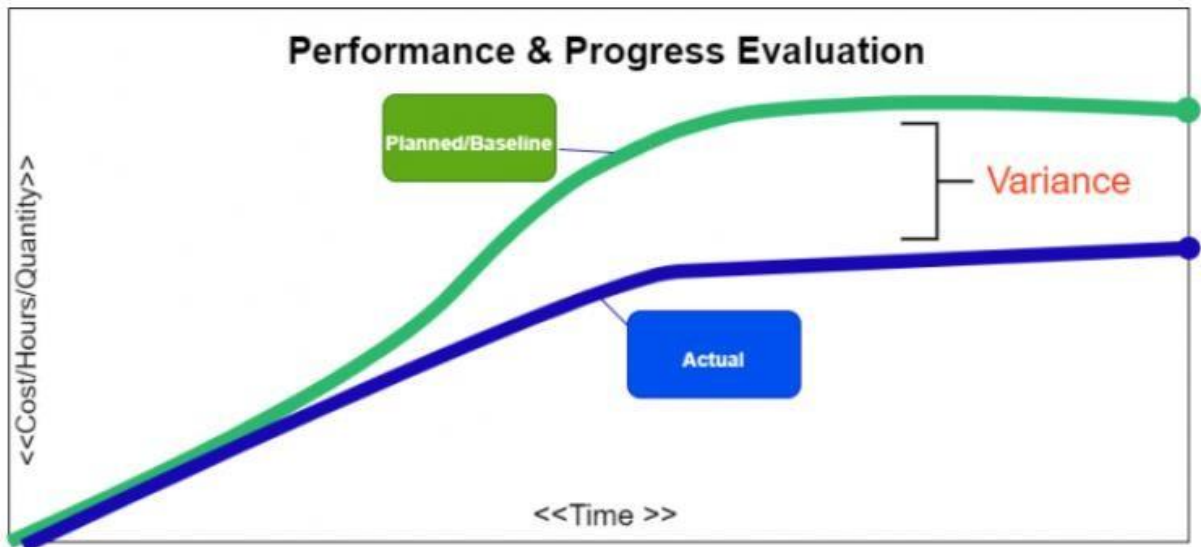 Performance & Progress Evaluation
Planned/Baseline
Variance
<<Cost/Hours/Quantity>>
Actual
<<Time >>